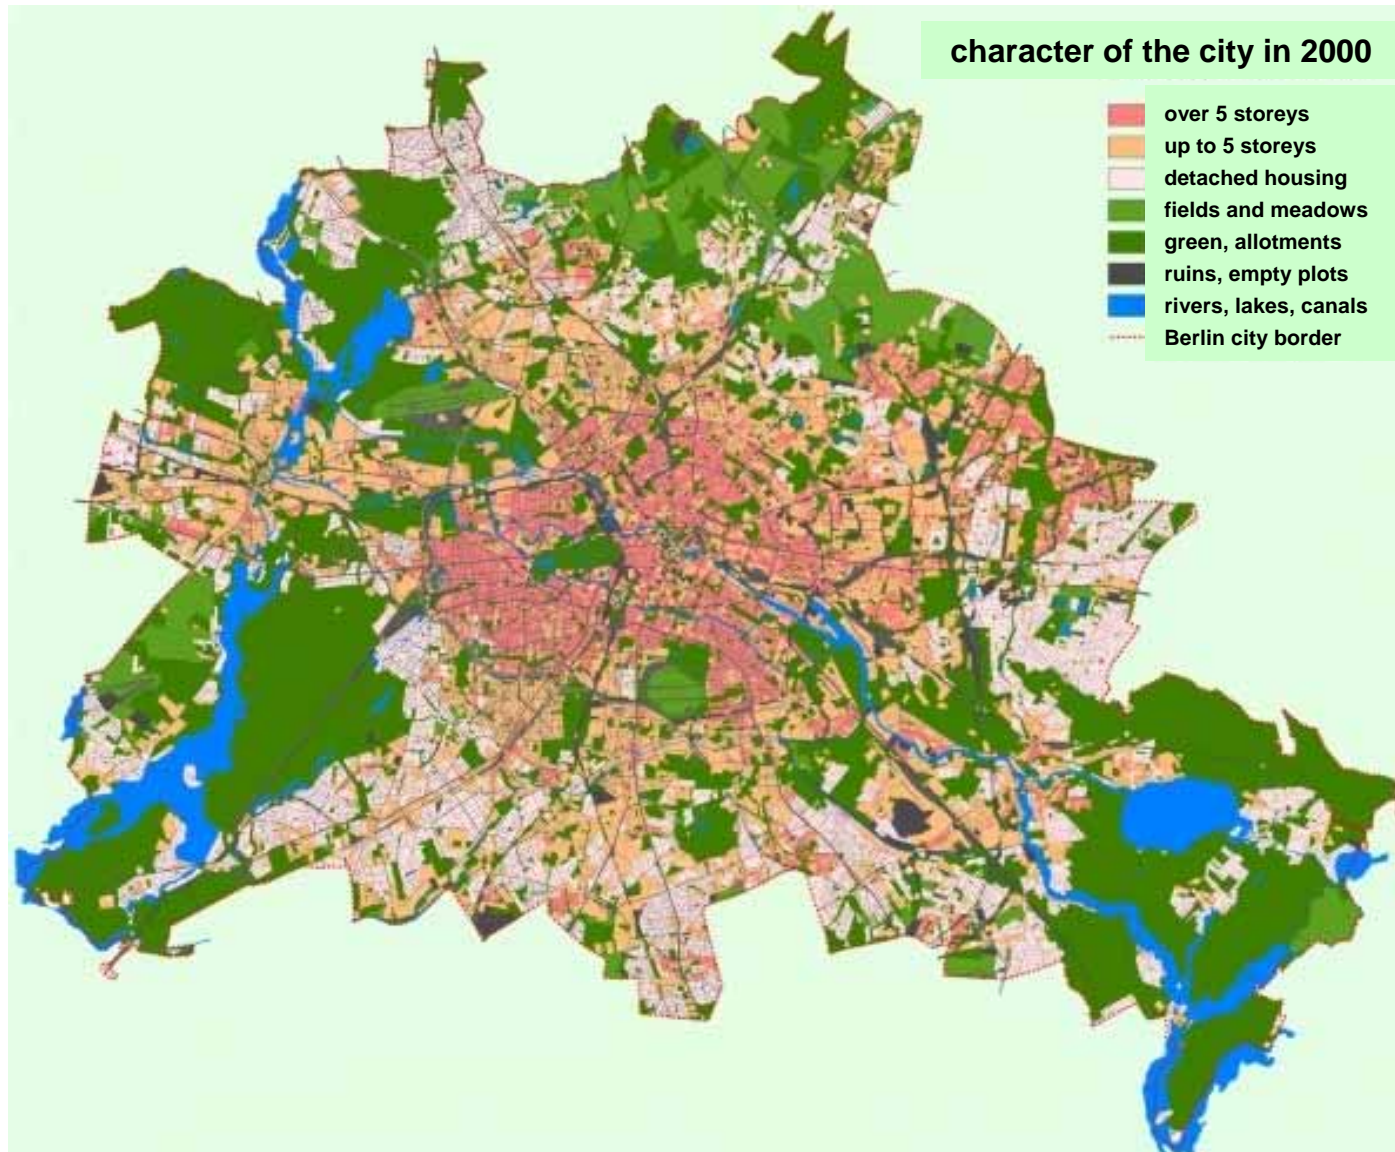 character of the city in 2000
over 5 storeys
up to 5 storeys
detached housing
fields and meadows
green, allotments
ruins, empty plots
rivers, lakes, canals
Berlin city border